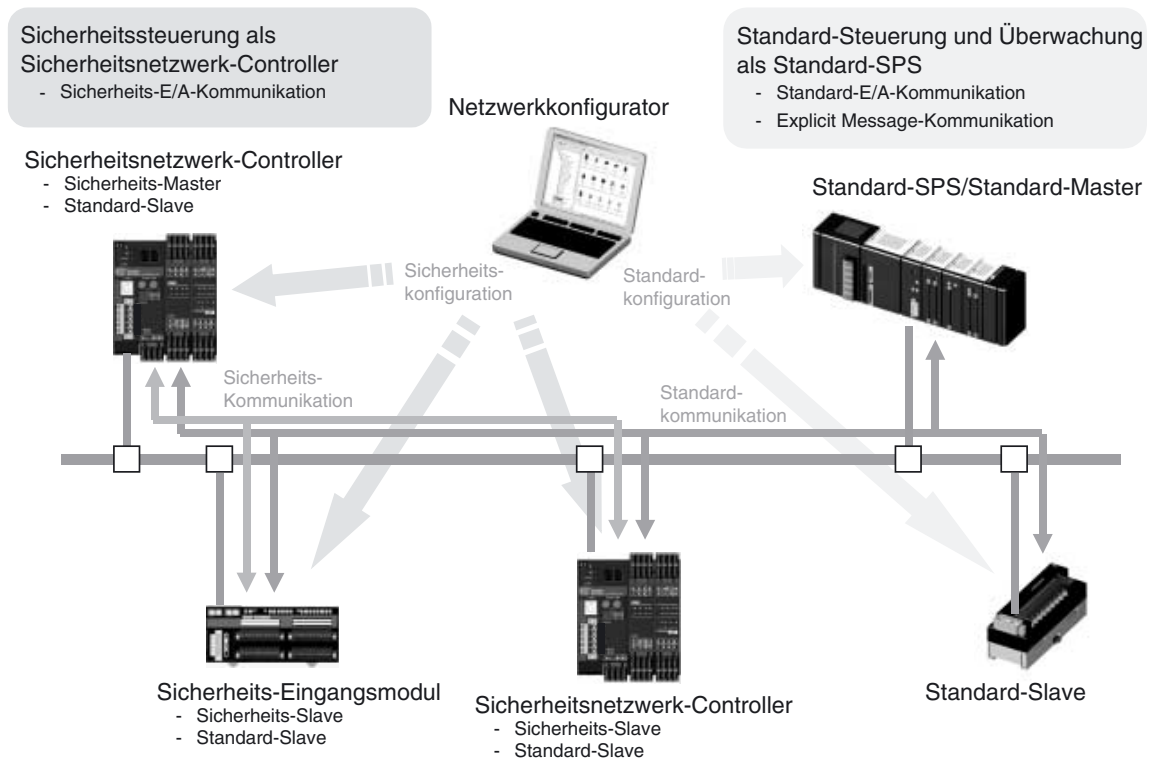 Sicherheitssteuerung als
Sicherheitsnetzwerk-Controller
- Sicherheits-E/A-Kommunikation
Standard-Steuerung und Überwachung
als Standard-SPS
- Standard-E/A-Kommunikation
- Explicit Message-Kommunikation
Netzwerkkonfigurator
Sicherheitsnetzwerk-Controller
- Sicherheits-Master
- Standard-Slave
Standard-SPS/Standard-Master
Sicherheits-
konfiguration
Standard-
konfiguration
Sicherheits-
Kommunikation
Standard-
kommunikation
Sicherheits-Eingangsmodul
- Sicherheits-Slave
- Standard-Slave
Sicherheitsnetzwerk-Controller
- Sicherheits-Slave
- Standard-Slave
Standard-Slave